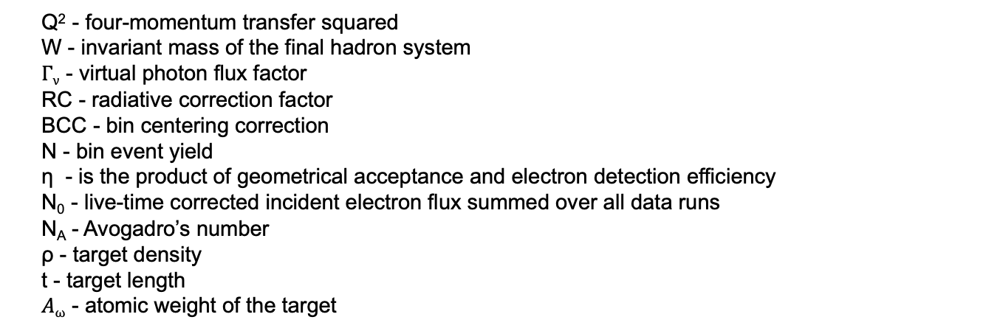 Q² - four-momentum transfer squared
W - invariant mass of the final hadron system
Γᵥ - virtual photon flux factor
RC - radiative correction factor
BCC - bin centering correction
N - bin event yield
η - is the product of geometrical acceptance and electron detection efficiency
N₀ - live-time corrected incident electron flux summed over all data runs
N_A - Avogadro’s number
ρ - target density
t - target length
A_ω - atomic weight of the target